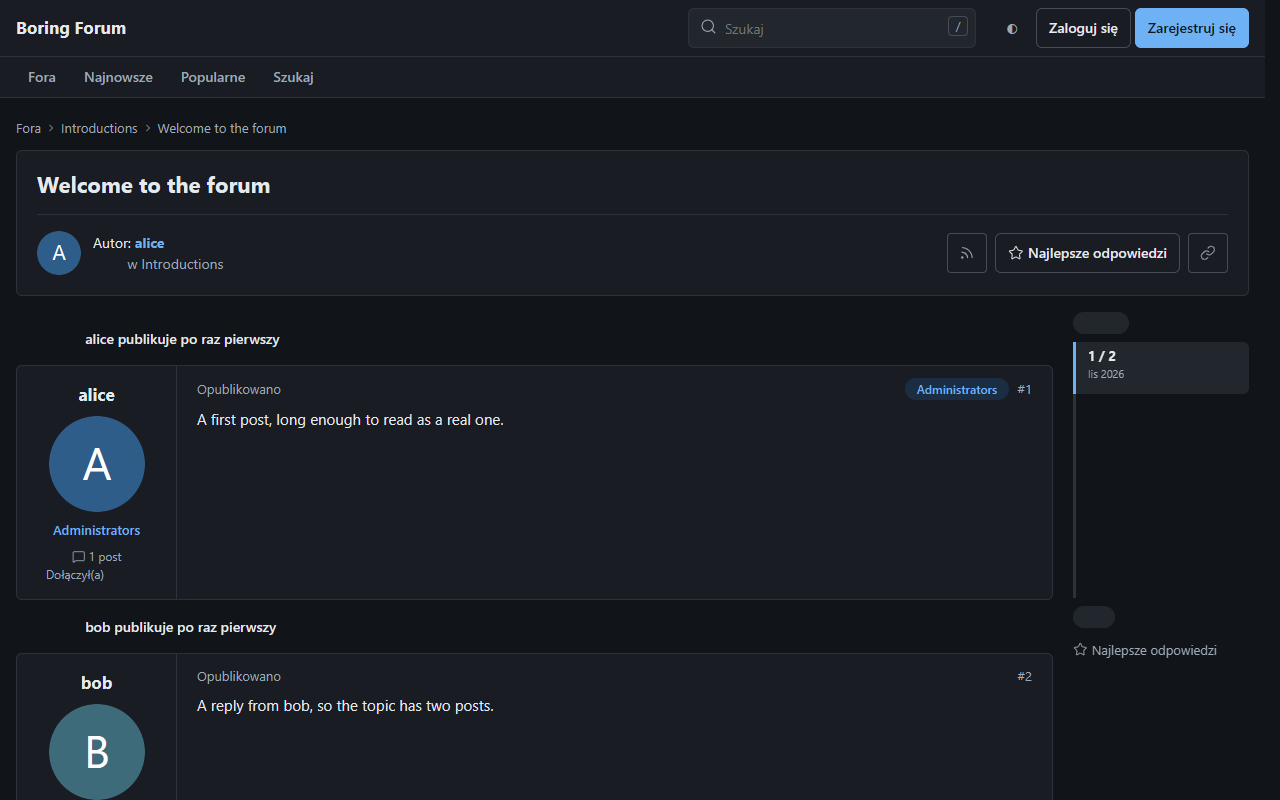 Boring Forum
Szukaj
/
Zaloguj się
Zarejestruj się
Fora
Najnowsze
Popularne
Szukaj
Fora
Introductions
Welcome to the forum
Welcome to the forum
A
Autor: alice
w Introductions
Najlepsze odpowiedzi
alice publikuje po raz pierwszy
1 / 2
lis 2026
alice
A
Administrators
1 post
Dołączył(a)
Opublikowano
Administrators
#1
A first post, long enough to read as a real one.
bob publikuje po raz pierwszy
Najlepsze odpowiedzi
bob
B
Opublikowano
#2
A reply from bob, so the topic has two posts.